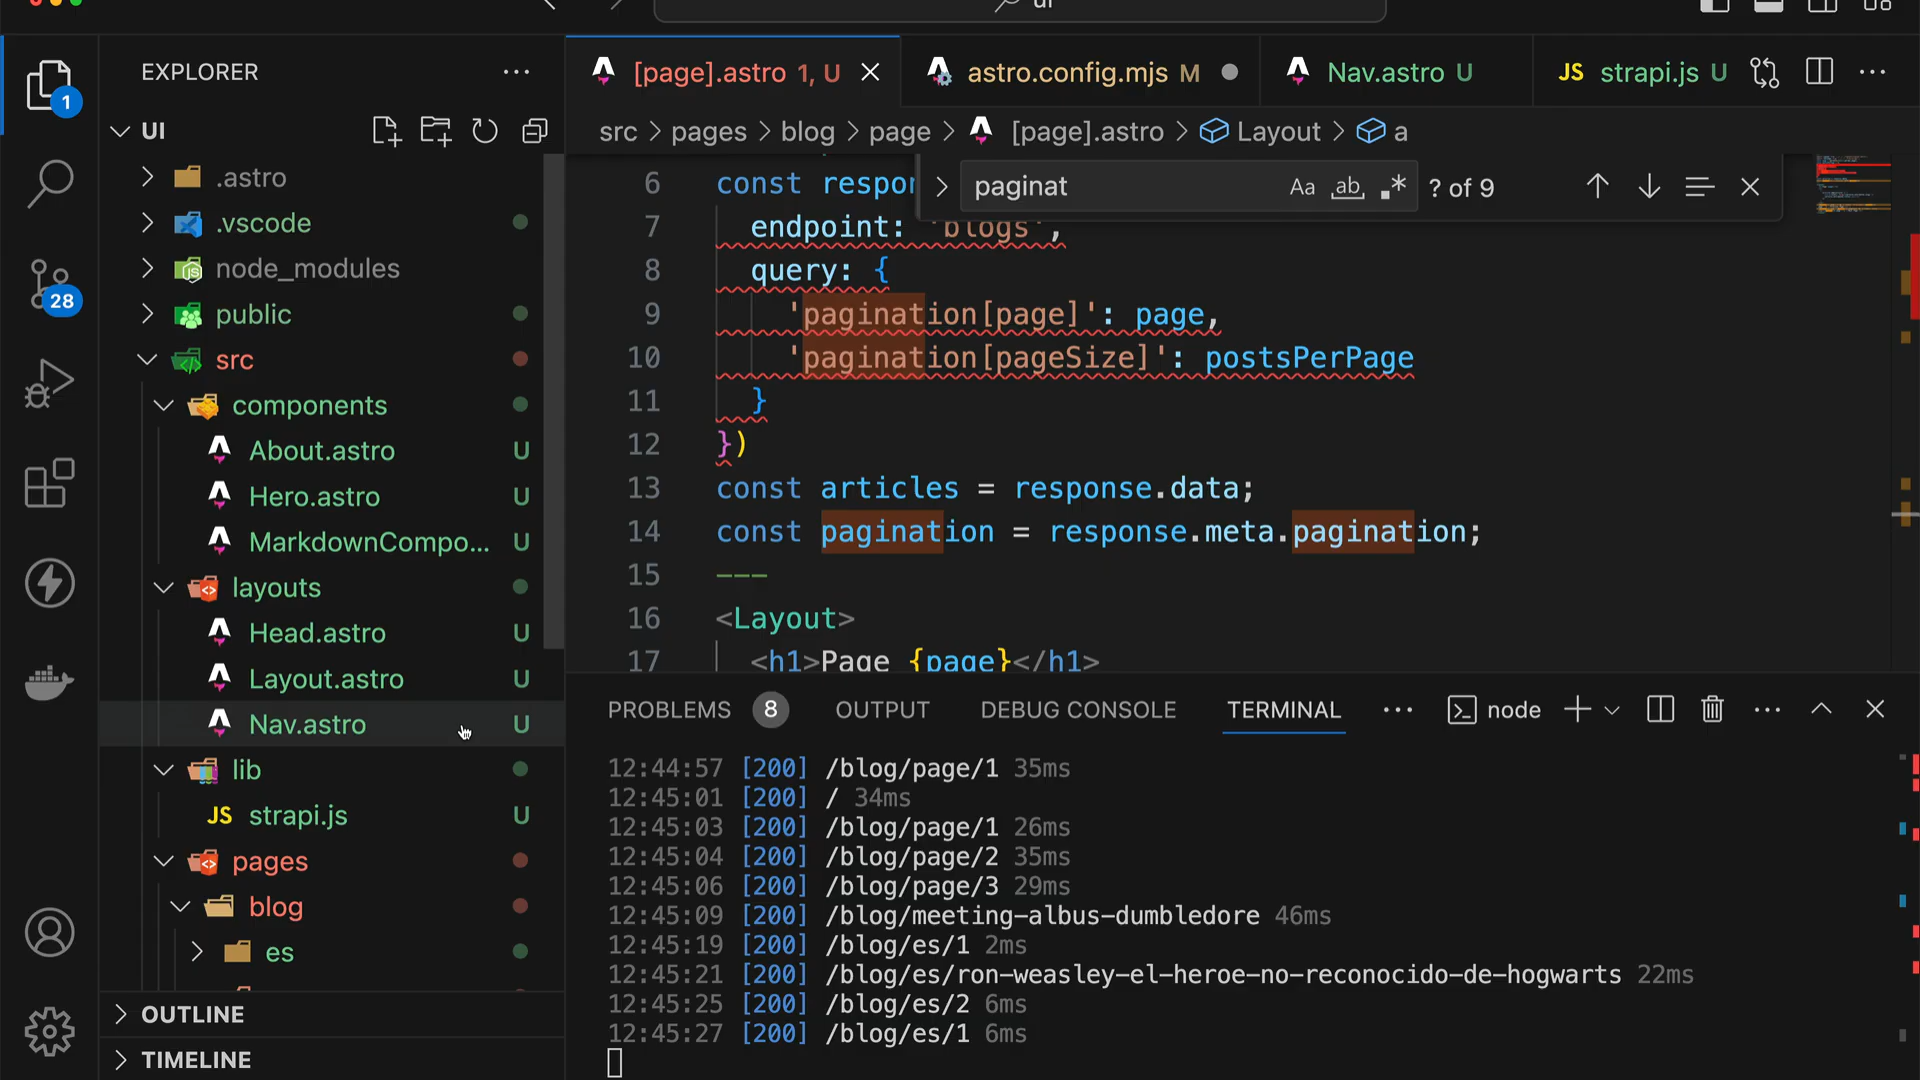 ui
EXPLORER
UI
.astro
.vscode
node_modules
public
src
components
About.astro U
Hero.astro U
MarkdownCompo... U
layouts
Head.astro U
Layout.astro U
Nav.astro U
lib
JS strapi.js U
pages
blog
es
OUTLINE
TIMELINE
1
28
[page].astro 1, U
astro.config.mjs M
Nav.astro U
JS strapi.js U
src > pages > blog > page > [page].astro > Layout > a
paginat Aa ab .* ? of 9
6 const respon
7 endpoint: 'blogs',
8 query: {
9 'pagination[page]': page,
10 'pagination[pageSize]': postsPerPage
11 }
12 })
13 const articles = response.data;
14 const pagination = response.meta.pagination;
15 ---
16 <Layout>
17 <h1>Page {page}</h1>
PROBLEMS 8 OUTPUT DEBUG CONSOLE TERMINAL ... node
12:44:57 [200] /blog/page/1 35ms
12:45:01 [200] / 34ms
12:45:03 [200] /blog/page/1 26ms
12:45:04 [200] /blog/page/2 35ms
12:45:06 [200] /blog/page/3 29ms
12:45:09 [200] /blog/meeting-albus-dumbledore 46ms
12:45:19 [200] /blog/es/1 2ms
12:45:21 [200] /blog/es/ron-weasley-el-heroe-no-reconocido-de-hogwarts 22ms
12:45:25 [200] /blog/es/2 6ms
12:45:27 [200] /blog/es/1 6ms